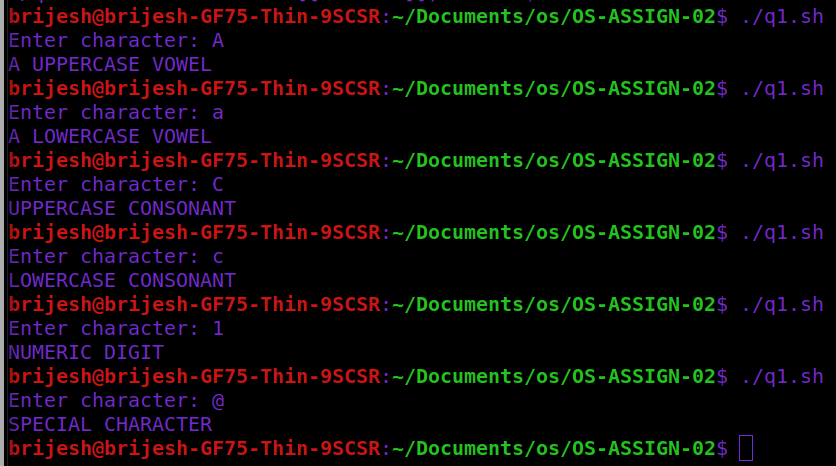 brijesh@brijesh-GF75-Thin-9SCSR:~/Documents/os/OS-ASSIGN-02$ ./q1.sh
Enter character: A
A UPPERCASE VOWEL
brijesh@brijesh-GF75-Thin-9SCSR:~/Documents/os/OS-ASSIGN-02$ ./q1.sh
Enter character: a
A LOWERCASE VOWEL
brijesh@brijesh-GF75-Thin-9SCSR:~/Documents/os/OS-ASSIGN-02$ ./q1.sh
Enter character: C
UPPERCASE CONSONANT
brijesh@brijesh-GF75-Thin-9SCSR:~/Documents/os/OS-ASSIGN-02$ ./q1.sh
Enter character: c
LOWERCASE CONSONANT
brijesh@brijesh-GF75-Thin-9SCSR:~/Documents/os/OS-ASSIGN-02$ ./q1.sh
Enter character: 1
NUMERIC DIGIT
brijesh@brijesh-GF75-Thin-9SCSR:~/Documents/os/OS-ASSIGN-02$ ./q1.sh
Enter character: @
SPECIAL CHARACTER
brijesh@brijesh-GF75-Thin-9SCSR:~/Documents/os/OS-ASSIGN-02$